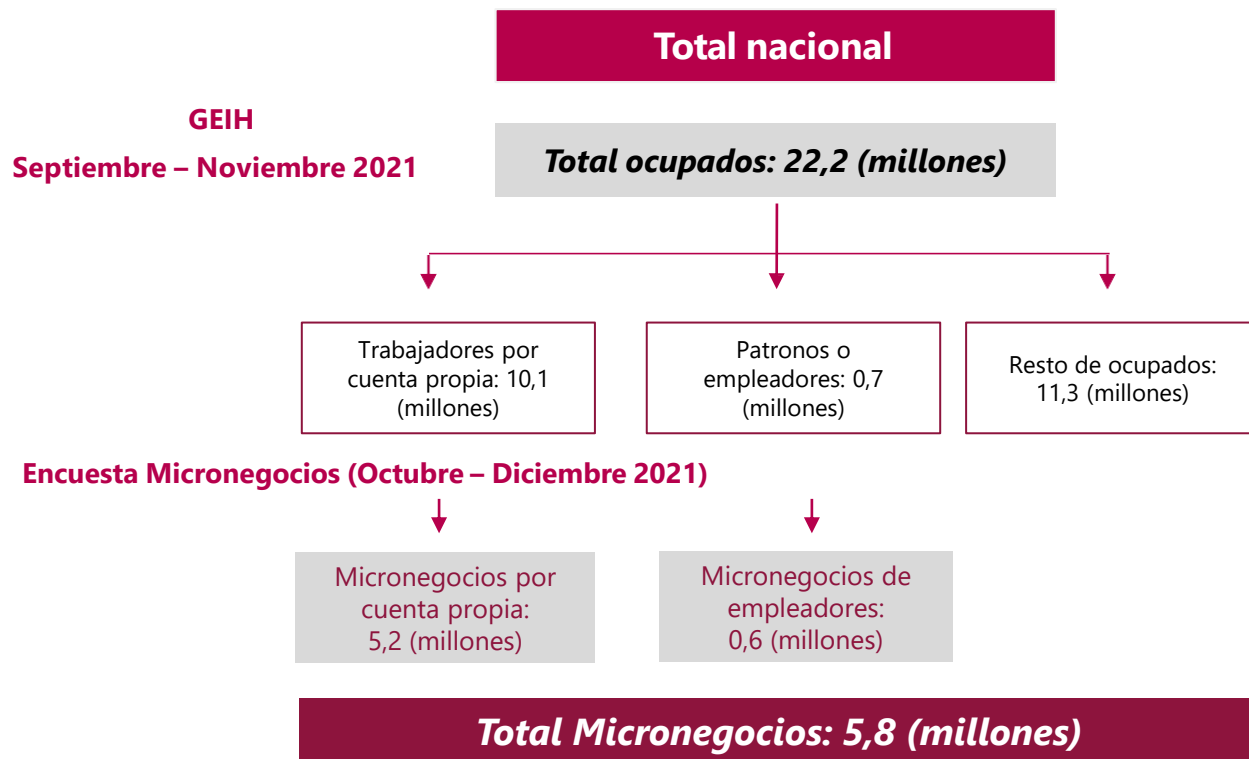 Total nacional
GEIH
Septiembre – Noviembre 2021
Total ocupados: 22,2 (millones)
Trabajadores por
cuenta propia: 10,1
(millones)
Patronos o
empleadores: 0,7
(millones)
Resto de ocupados:
11,3 (millones)
Encuesta Micronegocios (Octubre – Diciembre 2021)
Micronegocios por
cuenta propia:
5,2 (millones)
Micronegocios de
empleadores:
0,6 (millones)
Total Micronegocios: 5,8 (millones)